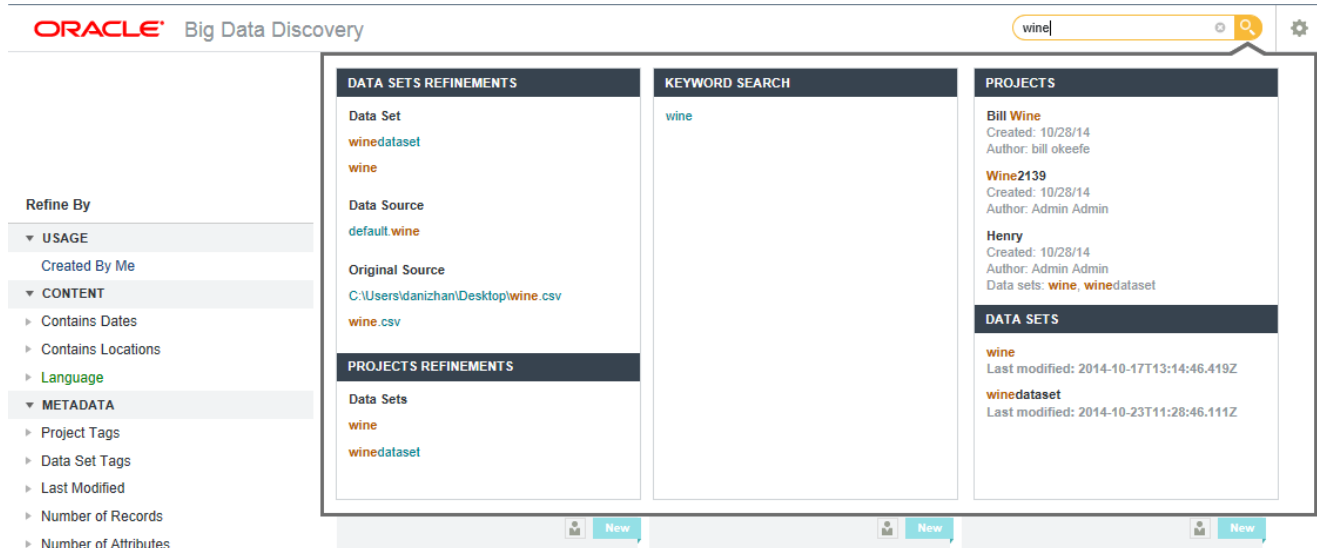 ORACLE Big Data Discovery
wine
Refine By
USAGE
Created By Me
CONTENT
Contains Dates
Contains Locations
Language
METADATA
Project Tags
Data Set Tags
Last Modified
Number of Records
Number of Attributes
DATA SETS REFINEMENTS
Data Set
winedataset
wine
Data Source
default.wine
Original Source
C:\Users\danizhan\Desktop\wine.csv
wine.csv
PROJECTS REFINEMENTS
Data Sets
wine
winedataset
KEYWORD SEARCH
wine
PROJECTS
Bill Wine
Created: 10/28/14
Author: bill okeefe
Wine2139
Created: 10/28/14
Author: Admin Admin
Henry
Created: 10/28/14
Author: Admin Admin
Data sets: wine, winedataset
DATA SETS
wine
Last modified: 2014-10-17T13:14:46.419Z
winedataset
Last modified: 2014-10-23T11:28:46.111Z
New
New
New